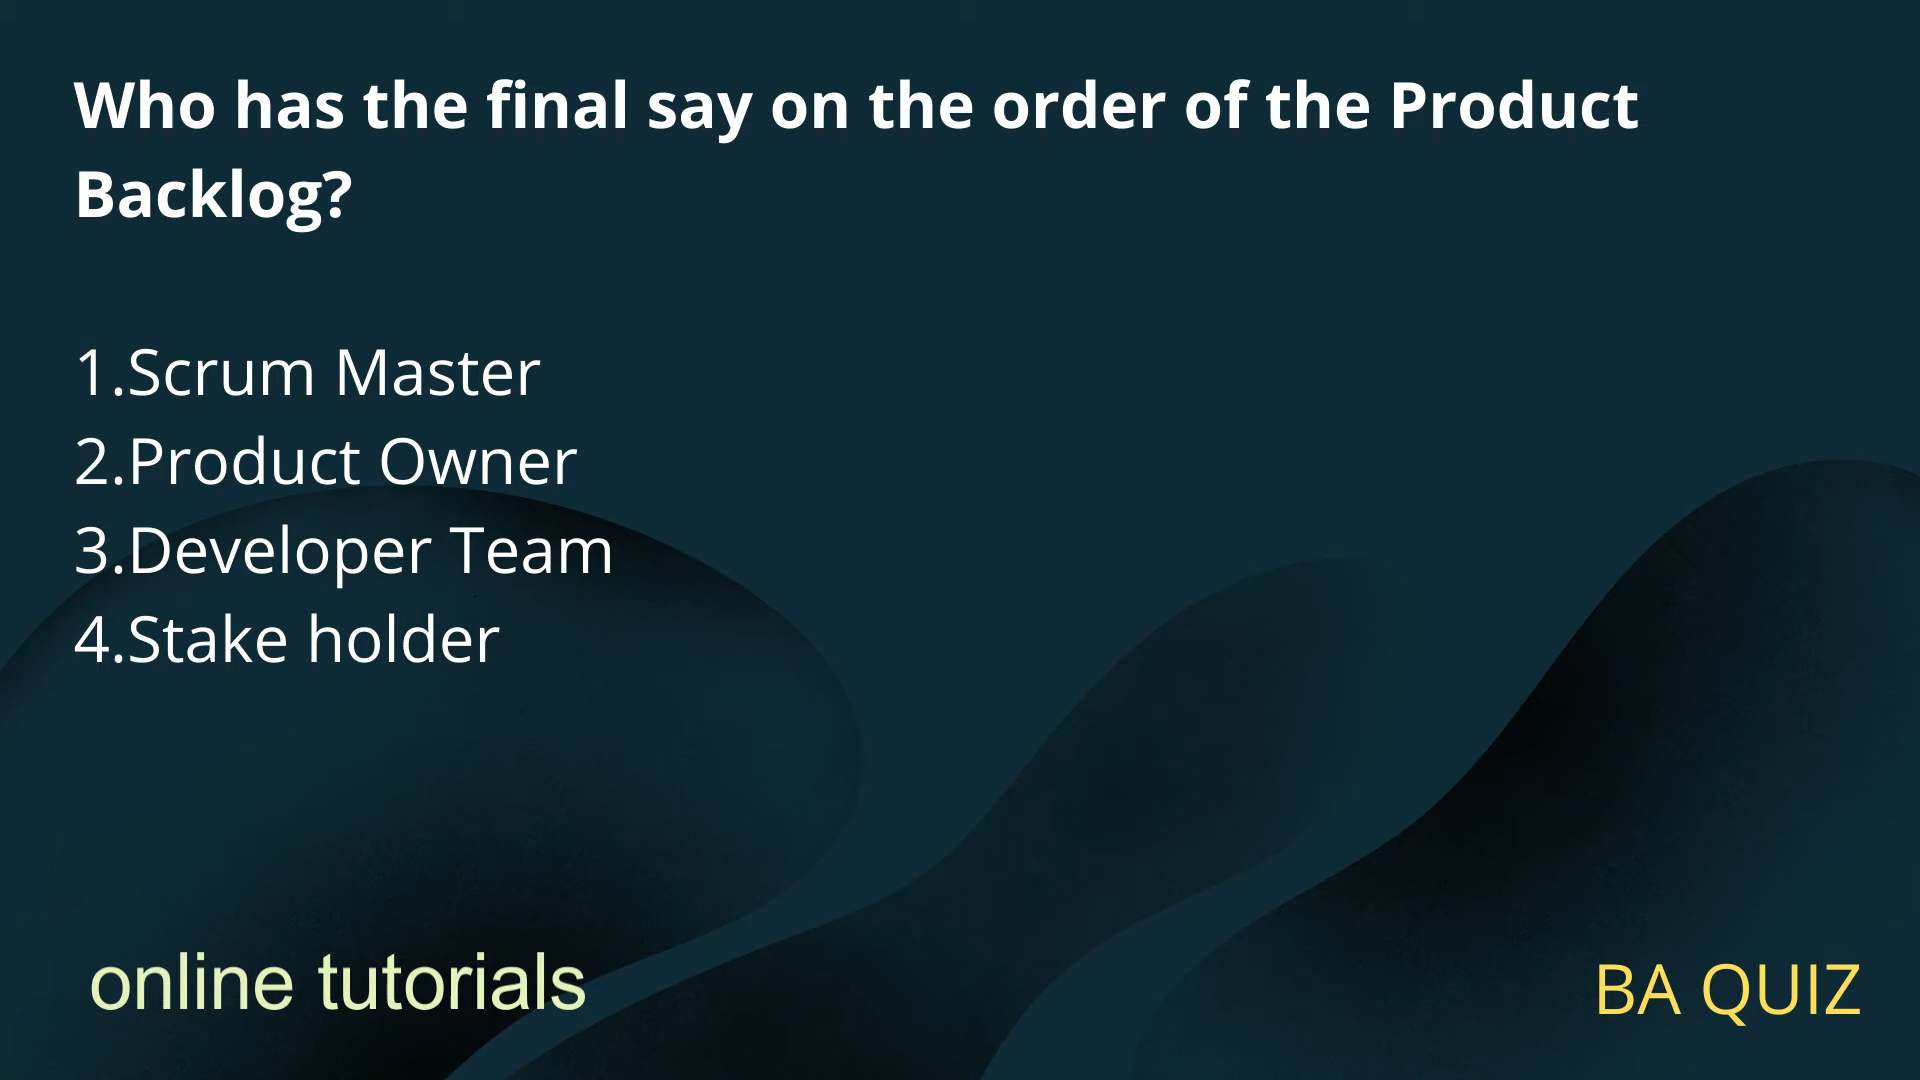 Who has the final say on the order of the Product
Backlog?
1.Scrum Master
2.Product Owner
3.Developer Team
4.Stake holder
online tutorials
BA QUIZ